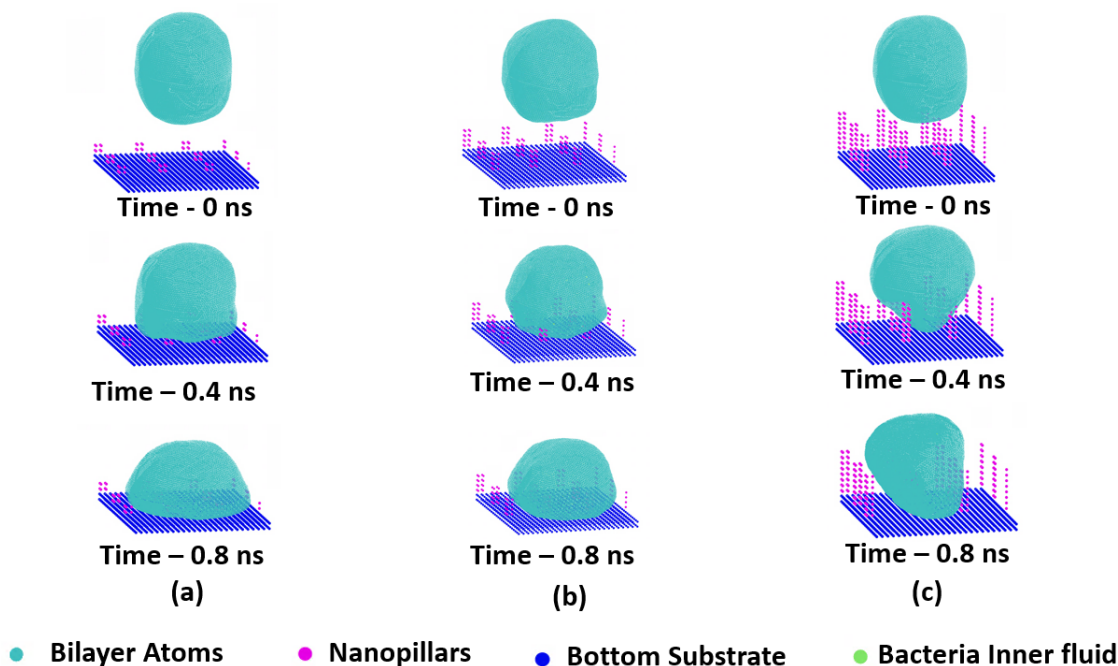 Time - 0 ns
Time - 0 ns
Time - 0 ns
Time – 0.4 ns
Time – 0.4 ns
Time – 0.4 ns
Time – 0.8 ns
Time – 0.8 ns
Time – 0.8 ns
(a)
(b)
(c)
Bilayer Atoms
Nanopillars
Bottom Substrate
Bacteria Inner fluid